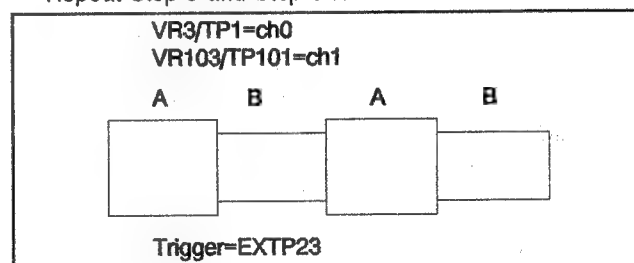 VR3/TP1=ch0
VR103/TP101=ch1
A B A B
Trigger=EXTP23